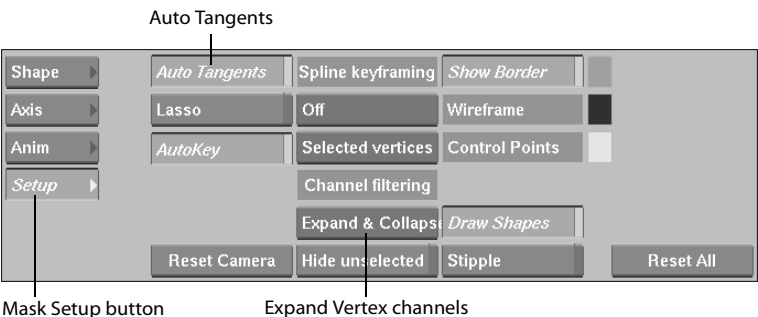 Auto Tangents
Shape Auto Tangents Spline keyframing Show Border
Axis Lasso Off Wireframe
Anim AutoKey Selected vertices Control Points
Setup Channel filtering
Expand & Collaps Draw Shapes
Reset Camera Hide unselected Stipple Reset All
Mask Setup button Expand Vertex channels